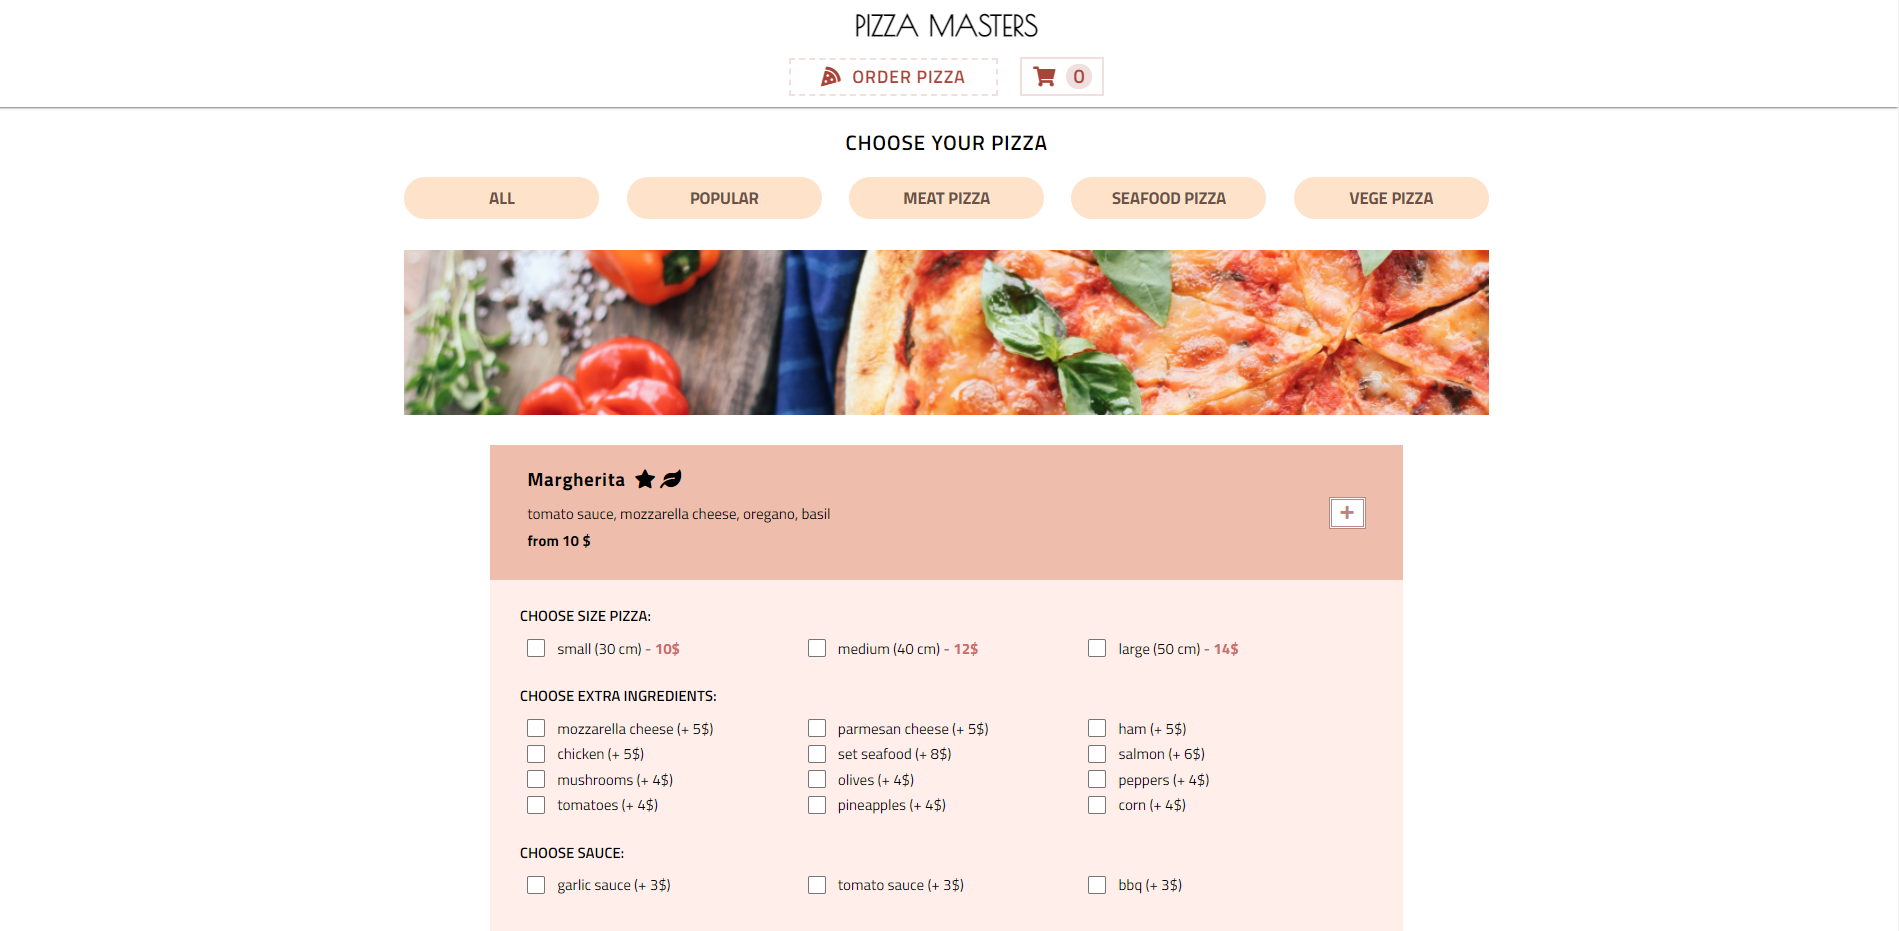 PIZZA MASTERS
ORDER PIZZA 0
CHOOSE YOUR PIZZA
ALL POPULAR MEAT PIZZA SEAFOOD PIZZA VEGE PIZZA
Margherita
tomato sauce, mozzarella cheese, oregano, basil
from 10 $
+
CHOOSE SIZE PIZZA:
small (30 cm) - 10$ medium (40 cm) - 12$ large (50 cm) - 14$
CHOOSE EXTRA INGREDIENTS:
mozzarella cheese (+ 5$) parmesan cheese (+ 5$) ham (+ 5$)
chicken (+ 5$) set seafood (+ 8$) salmon (+ 6$)
mushrooms (+ 4$) olives (+ 4$) peppers (+ 4$)
tomatoes (+ 4$) pineapples (+ 4$) corn (+ 4$)
CHOOSE SAUCE:
garlic sauce (+ 3$) tomato sauce (+ 3$) bbq (+ 3$)